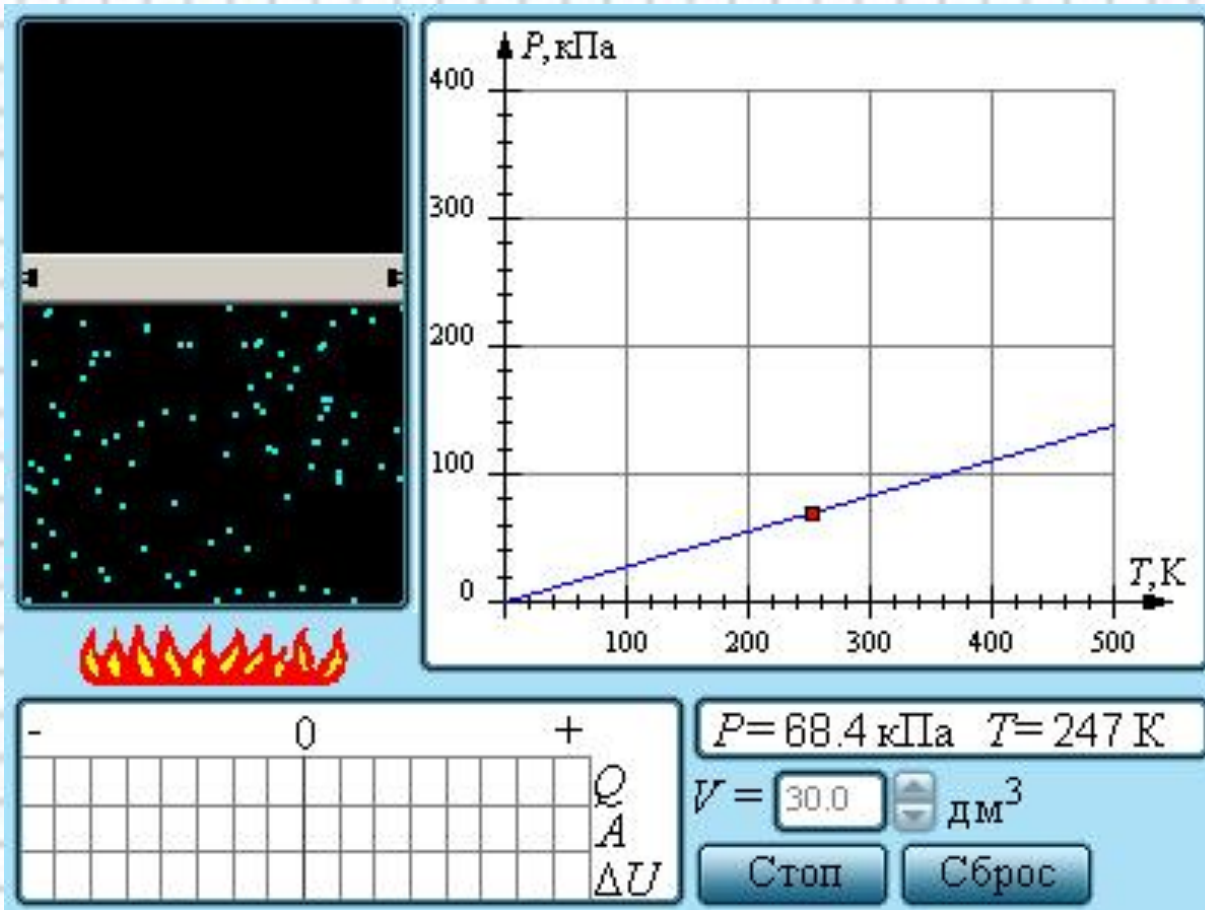 P, кПа
400
300
200
100
0
T, К
100 200 300 400 500
- 0 +
Q
A
ΔU
P= 68.4 кПа T= 247 К
V = 30.0 дм³
Стоп Сброс